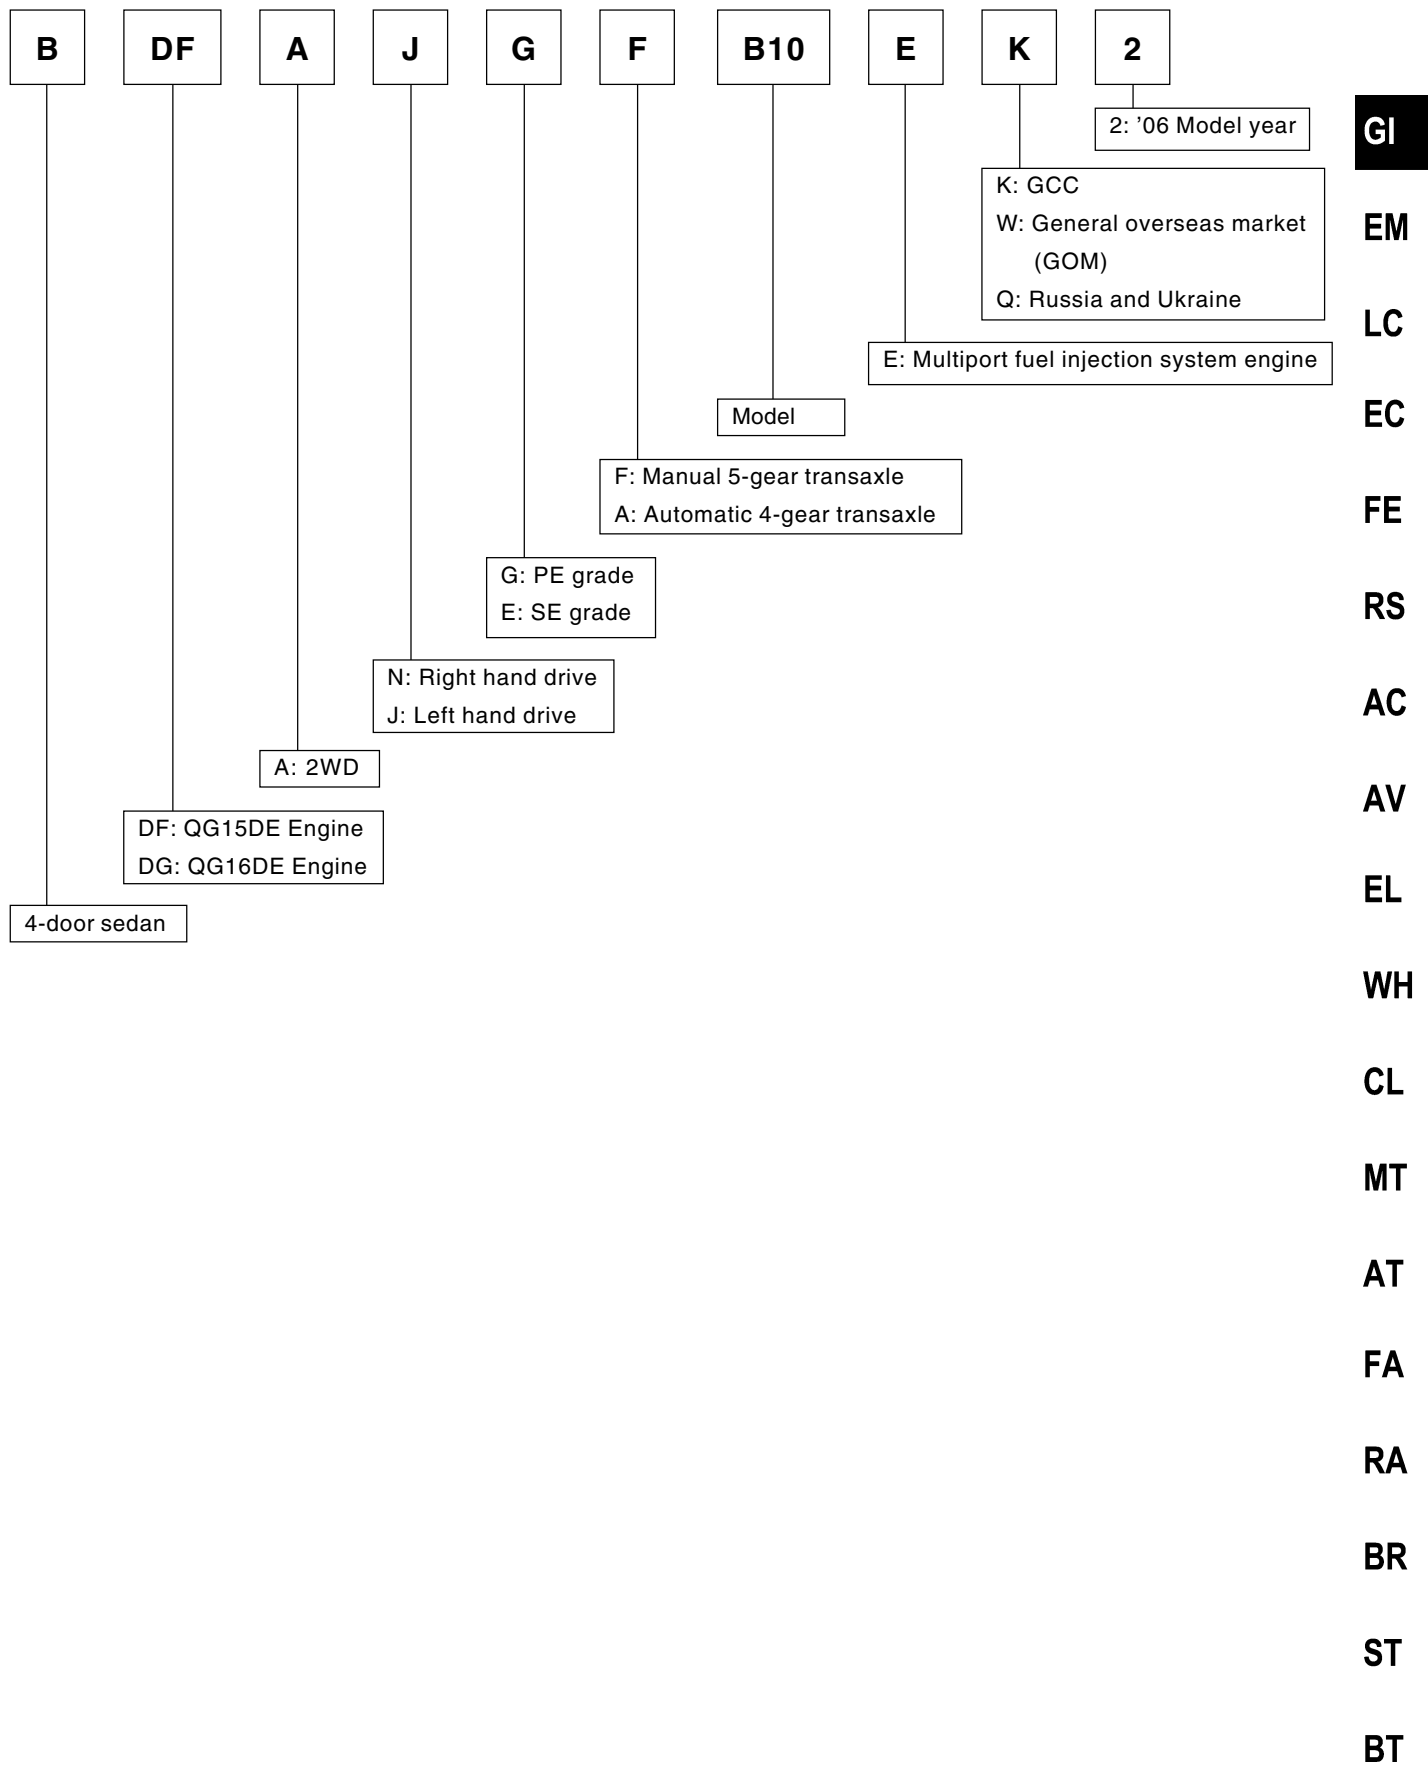 B DF A J G F B10 E K 2
2: ’06 Model year
K: GCC
W: General overseas market
(GOM)
Q: Russia and Ukraine
E: Multiport fuel injection system engine
Model
F: Manual 5-gear transaxle
A: Automatic 4-gear transaxle
G: PE grade
E: SE grade
N: Right hand drive
J: Left hand drive
A: 2WD
DF: QG15DE Engine
DG: QG16DE Engine
4-door sedan
GI
EM
LC
EC
FE
RS
AC
AV
EL
WH
CL
MT
AT
FA
RA
BR
ST
BT